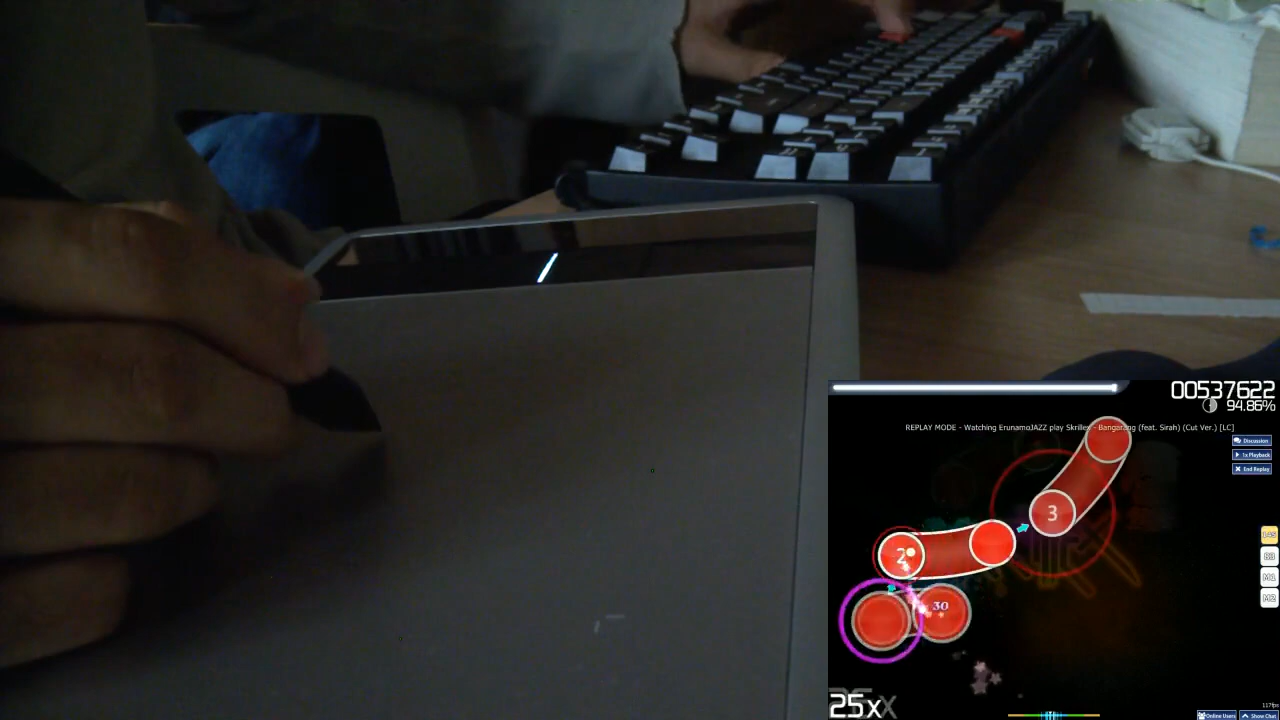 00537622
94.86%
REPLAY MODE - Watching ErunamoJAZZ play Skrillex - Bangarang (feat. Sirah) (Cut Ver.) [LC]
Discussion
1x Playback
End Replay
3
2
30
25x
Online Users
Show Chat